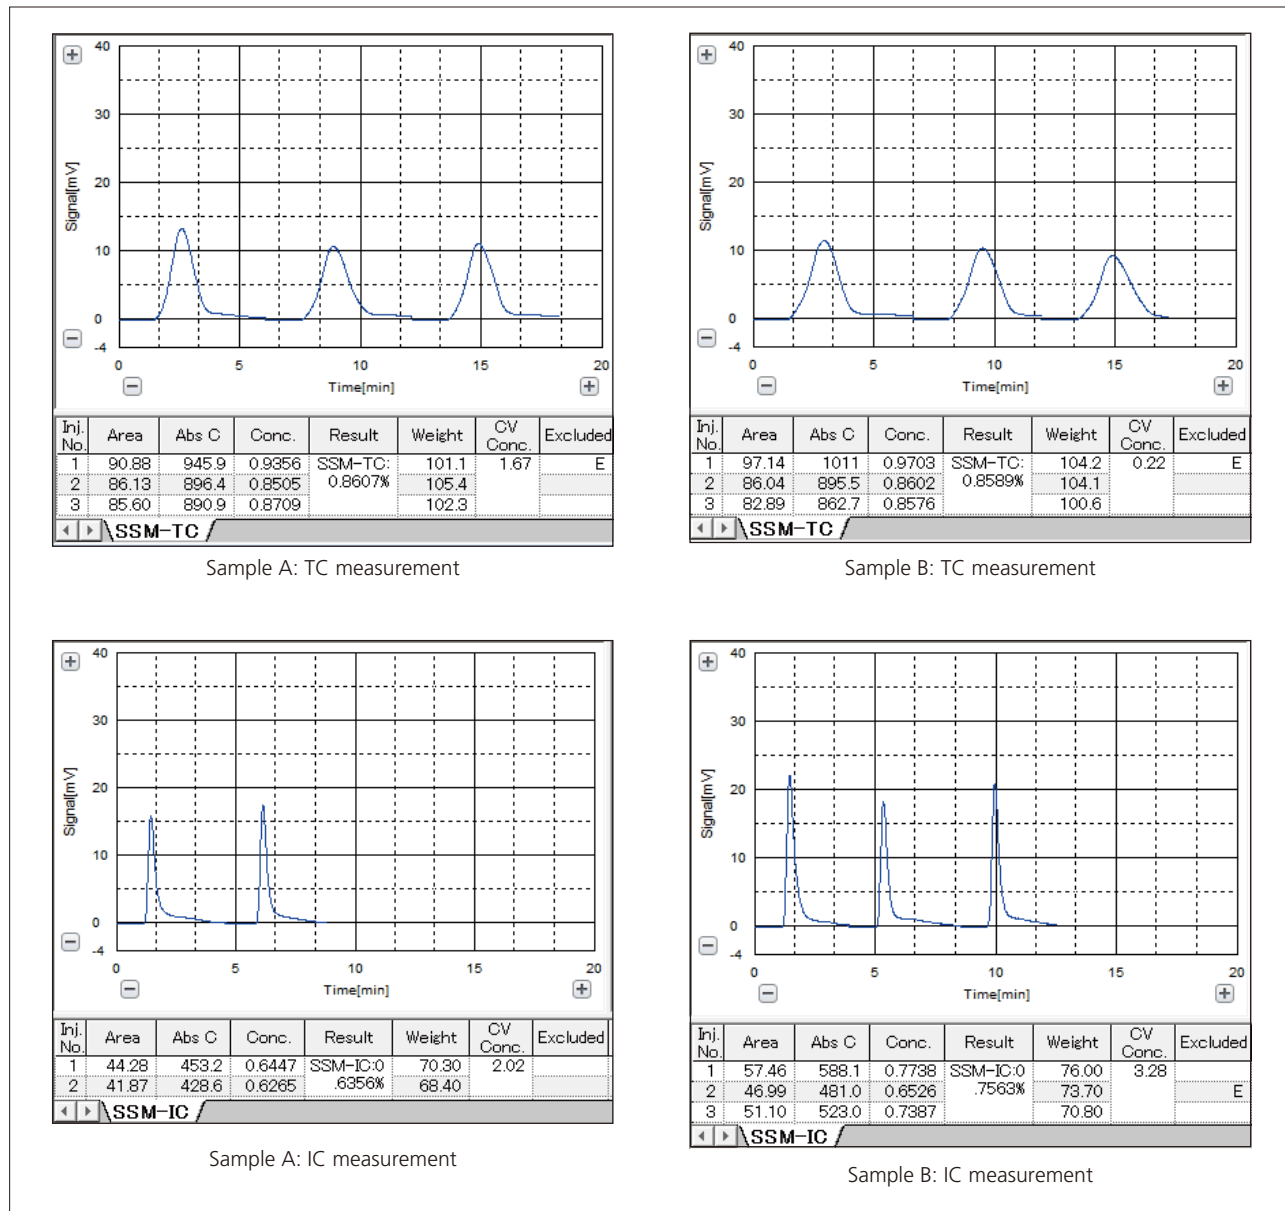 40
30
20
10
0
-4
Signal[mV]
0 5 10 15 20
Time[min]
Inj. No. Area Abs C Conc. Result Weight CV Conc. Excluded
1 90.88 945.9 0.9356 SSM-TC: 101.1 1.67 E
2 86.13 896.4 0.8505 0.8607% 105.4
3 85.60 890.9 0.8709 102.3
SSM-TC
Sample A: TC measurement
40
30
20
10
0
-4
Signal[mV]
0 5 10 15 20
Time[min]
Inj. No. Area Abs C Conc. Result Weight CV Conc. Excluded
1 97.14 1011 0.9703 SSM-TC: 104.2 0.22 E
2 86.04 895.5 0.8602 0.8589% 104.1
3 82.89 862.7 0.8576 100.6
SSM-TC
Sample B: TC measurement
40
30
20
10
0
-4
Signal[mV]
0 5 10 15 20
Time[min]
Inj. No. Area Abs C Conc. Result Weight CV Conc. Excluded
1 44.28 453.2 0.6447 SSM-IC:0 70.30 2.02
2 41.87 428.6 0.6265 .6356% 68.40
SSM-IC
Sample A: IC measurement
40
30
20
10
0
-4
Signal[mV]
0 5 10 15 20
Time[min]
Inj. No. Area Abs C Conc. Result Weight CV Conc. Excluded
1 57.46 588.1 0.7738 SSM-IC:0 76.00 3.28
2 46.99 481.0 0.6526 .7563% 73.70 E
3 51.10 523.0 0.7387 70.80
SSM-IC
Sample B: IC measurement